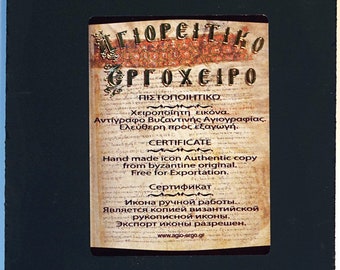 ΑΓΙΟΡΕΙΤΙΚΟ
ΕΡΓΟΧΕΙΡΟ
ΠΙΣΤΟΠΟΙΗΤΙΚΟ
Χειροποίητη εικόνα.
Αντίγραφο Βυζαντινής Αγιογραφίας.
Ελεύθερη προς εξαγωγή.
CERTIFICATE
Hand made icon Authentic copy
from byzantine original.
Free for Exportation.
Сертификат
Икона ручной работы.
Является копией византийской
рукописной иконы.
Экспорт иконы разрешен.
www.agio-ergo.gr